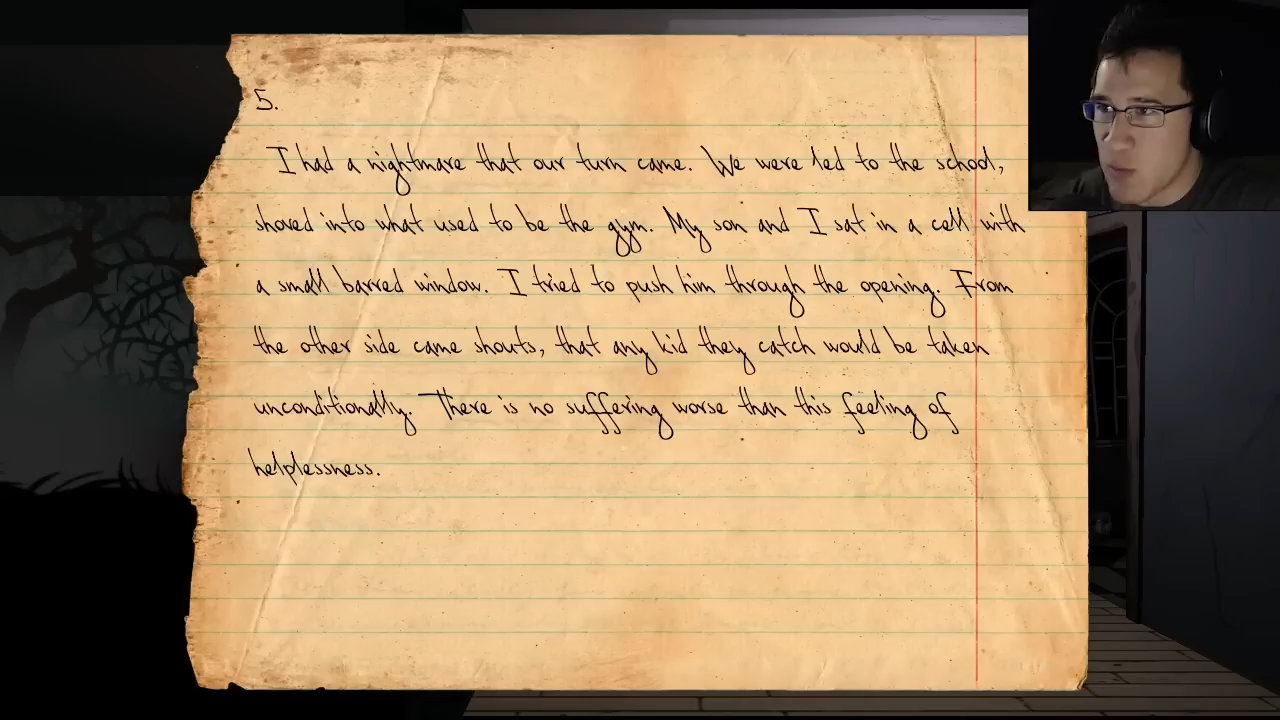 5.
I had a nightmare that our turn came. We were led to the school,
shoved into what used to be the gym. My son and I sat in a cell with
a small barred window. I tried to push him through the opening. From
the other side came shouts, that any kid they catch would be taken
unconditionally. There is no suffering worse than this feeling of
helplessness.